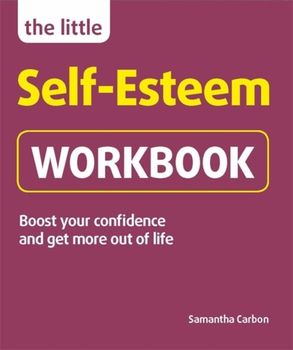 the little
Self-Esteem
WORKBOOK
Boost your confidence
and get more out of life
Samantha Carbon